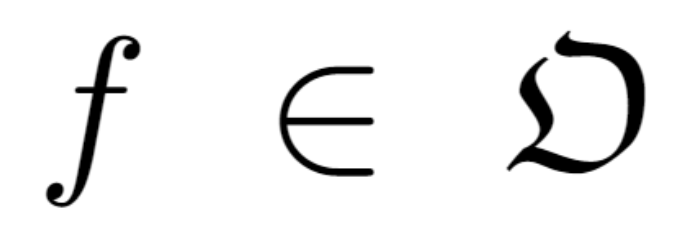 f ∈ 𝔇